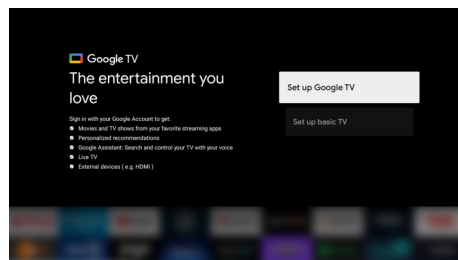 Google TV
The entertainment you
love
Sign in with your Google Account to get:
Movies and TV shows from your favorite streaming apps
Personalized recommendations
Google Assistant: Search and control your TV with your voice
Live TV
External devices ( e.g. HDMI )
Set up Google TV
Set up basic TV